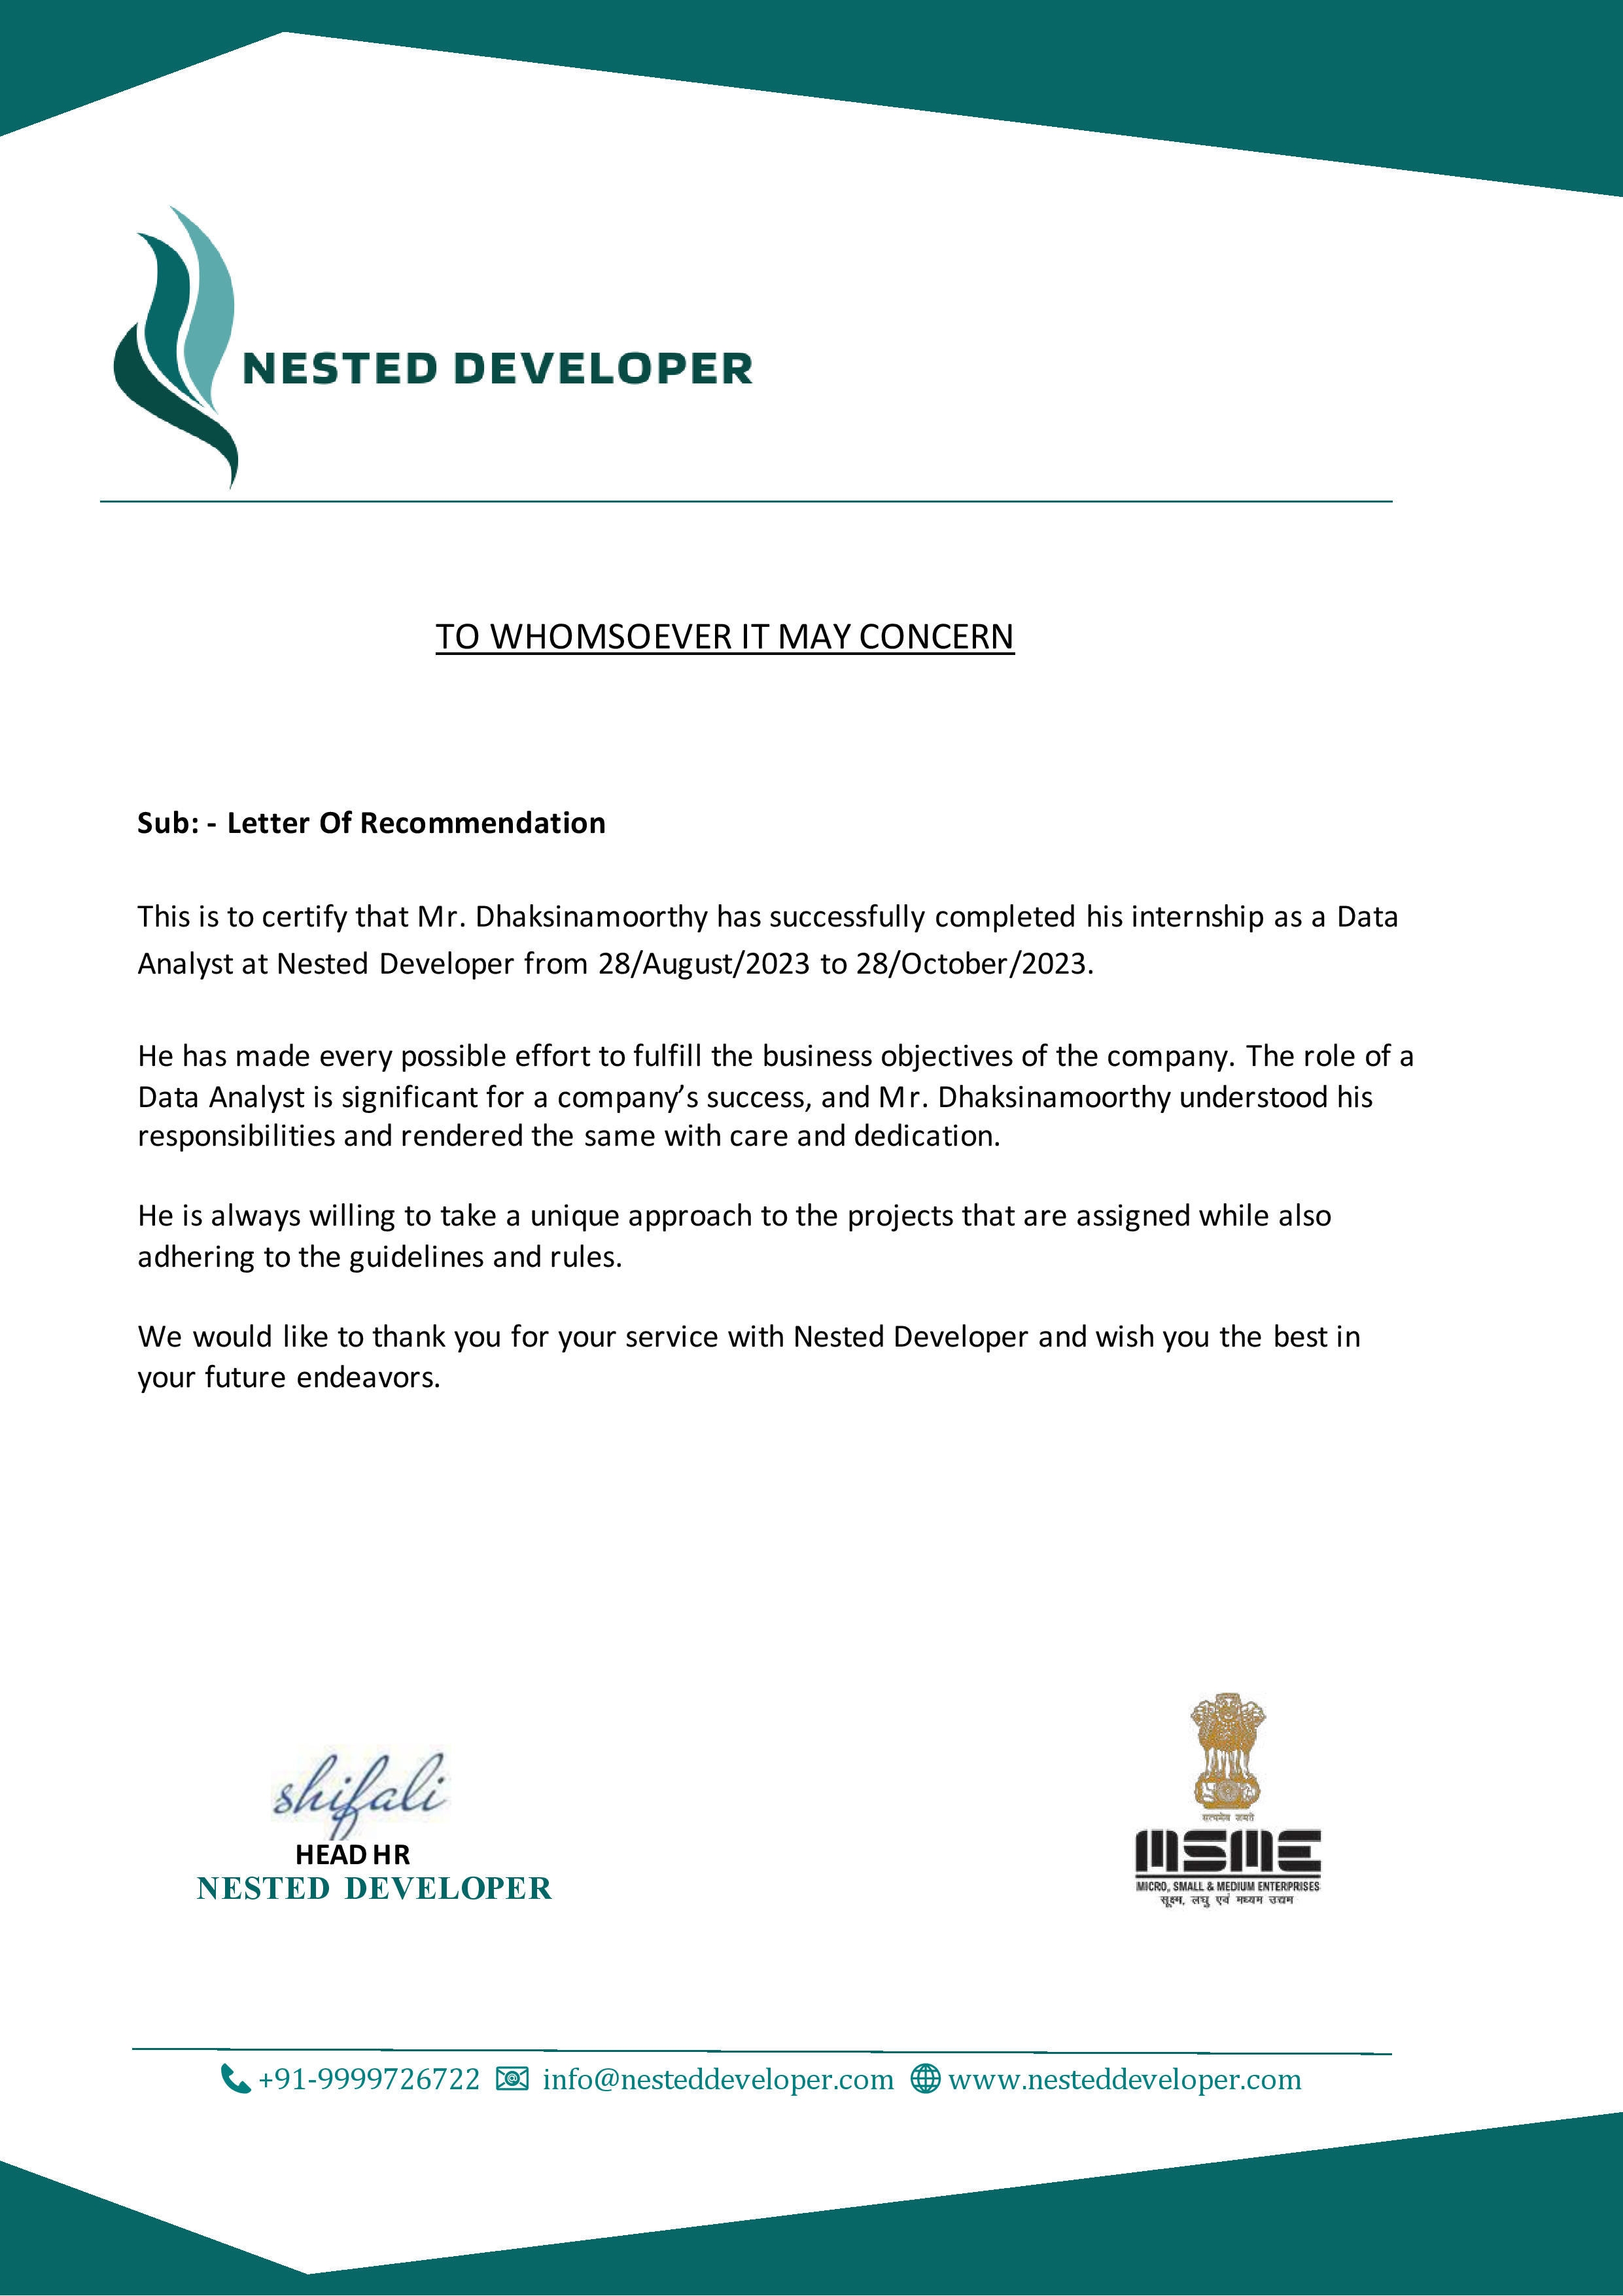 NESTED DEVELOPER
TO WHOMSOEVER IT MAY CONCERN
Sub: - Letter Of Recommendation
This is to certify that Mr. Dhaksinamoorthy has successfully completed his internship as a Data
Analyst at Nested Developer from 28/August/2023 to 28/October/2023.
He has made every possible effort to fulfill the business objectives of the company. The role of a
Data Analyst is significant for a company’s success, and Mr. Dhaksinamoorthy understood his
responsibilities and rendered the same with care and dedication.
He is always willing to take a unique approach to the projects that are assigned while also
adhering to the guidelines and rules.
We would like to thank you for your service with Nested Developer and wish you the best in
your future endeavors.
shifali
HEAD HR
NESTED DEVELOPER
सत्यमेव जयते
MSME
MICRO, SMALL & MEDIUM ENTERPRISES
सूक्ष्म, लघु एवं मध्यम उद्यम
+91-9999726722 info@nesteddeveloper.com www.nesteddeveloper.com